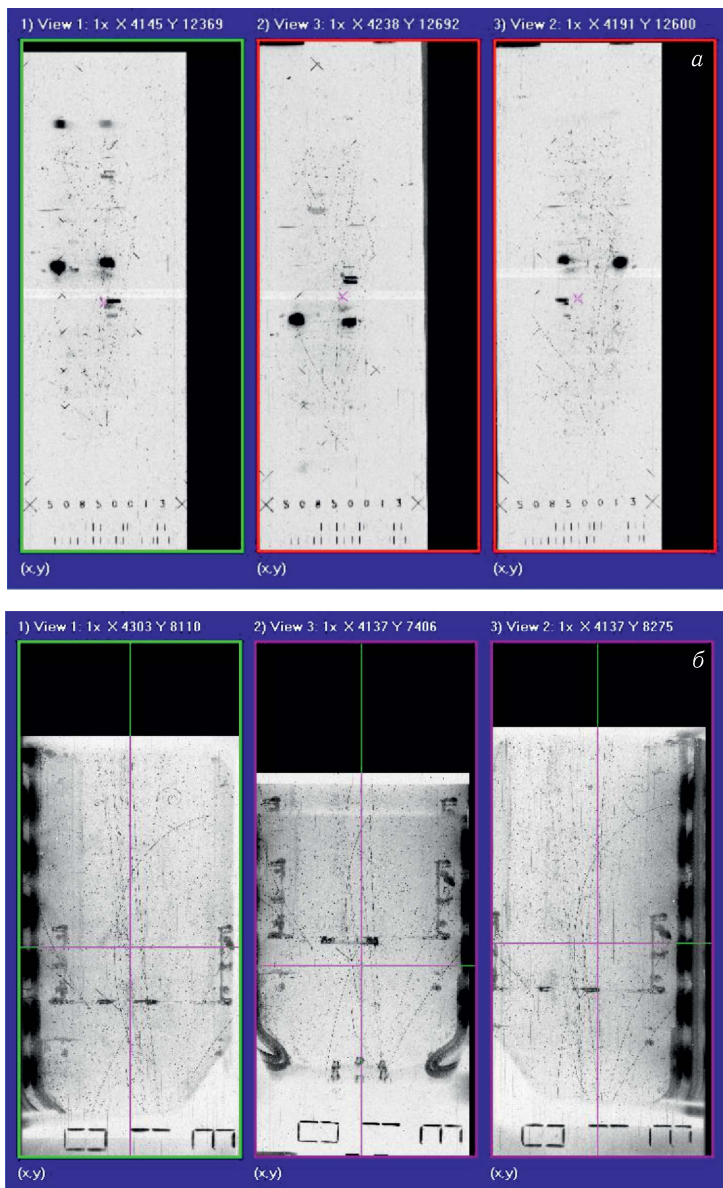 1) View 1: 1x X 4145 Y 12369
2) View 3: 1x X 4238 Y 12692
3) View 2: 1x X 4191 Y 12600
а
(x,y)
(x,y)
(x,y)
1) View 1: 1x X 4303 Y 8110
2) View 3: 1x X 4137 Y 7406
3) View 2: 1x X 4137 Y 8275
б
(x,y)
(x,y)
(x,y)